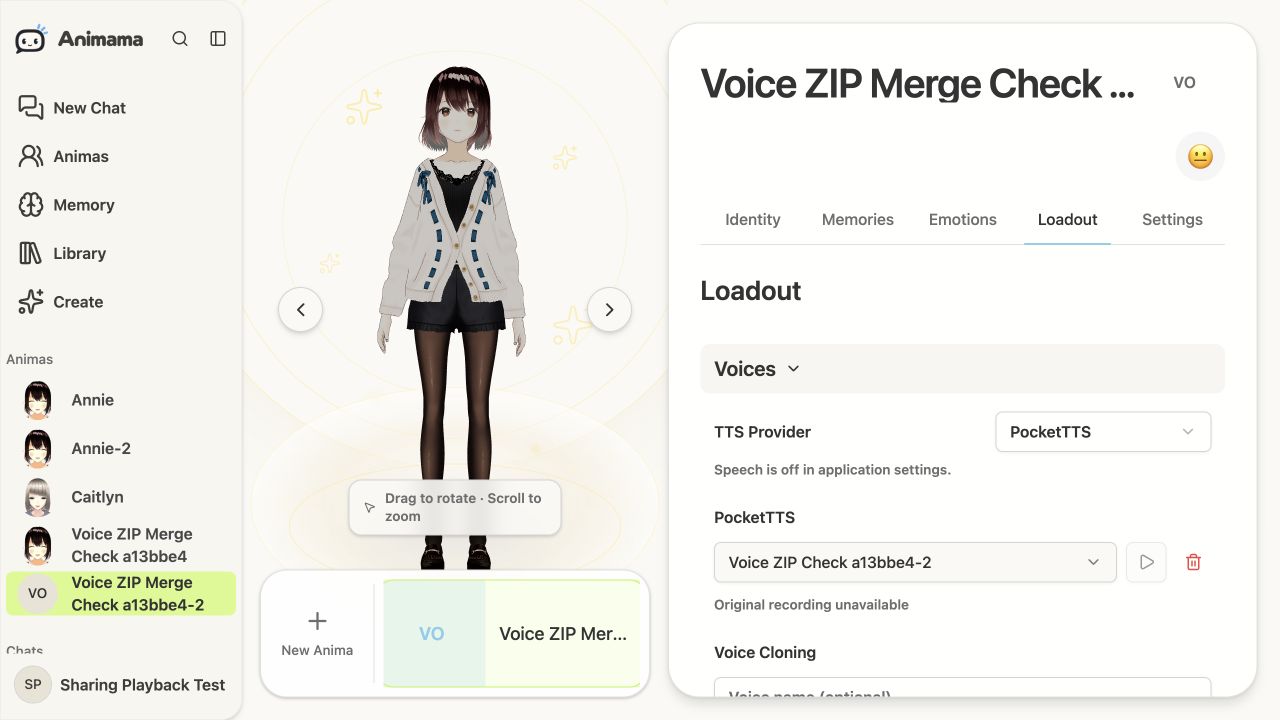 Animama
New Chat
Animas
Memory
Library
Create
Animas
Annie
Annie-2
Caitlyn
Voice ZIP Merge
Check a13bbe4
VO
Voice ZIP Merge
Check a13bbe4-2
Chats
SP
Sharing Playback Test
Drag to rotate · Scroll to
zoom
New Anima
VO
Voice ZIP Mer...
Voice ZIP Merge Check ...
VO
Identity
Memories
Emotions
Loadout
Settings
Loadout
Voices
TTS Provider
PocketTTS
Speech is off in application settings.
PocketTTS
Voice ZIP Check a13bbe4-2
Original recording unavailable
Voice Cloning
Voice name (optional)